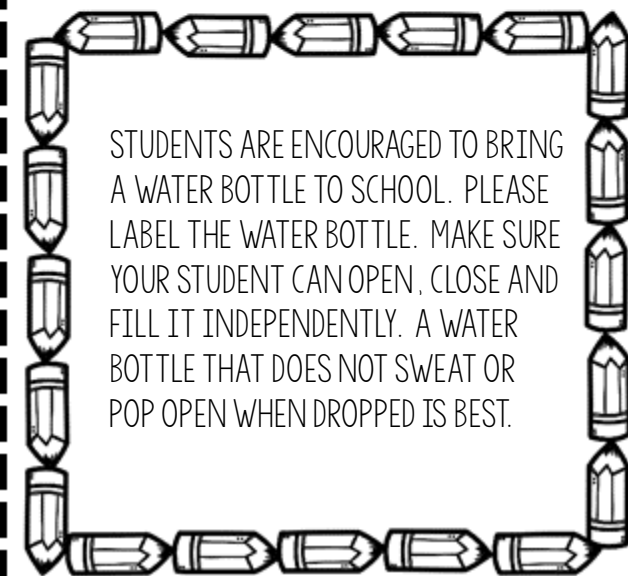 STUDENTS ARE ENCOURAGED TO BRING
A WATER BOTTLE TO SCHOOL. PLEASE
LABEL THE WATER BOTTLE. MAKE SURE
YOUR STUDENT CAN OPEN, CLOSE AND
FILL IT INDEPENDENTLY. A WATER
BOTTLE THAT DOES NOT SWEAT OR
POP OPEN WHEN DROPPED IS BEST.